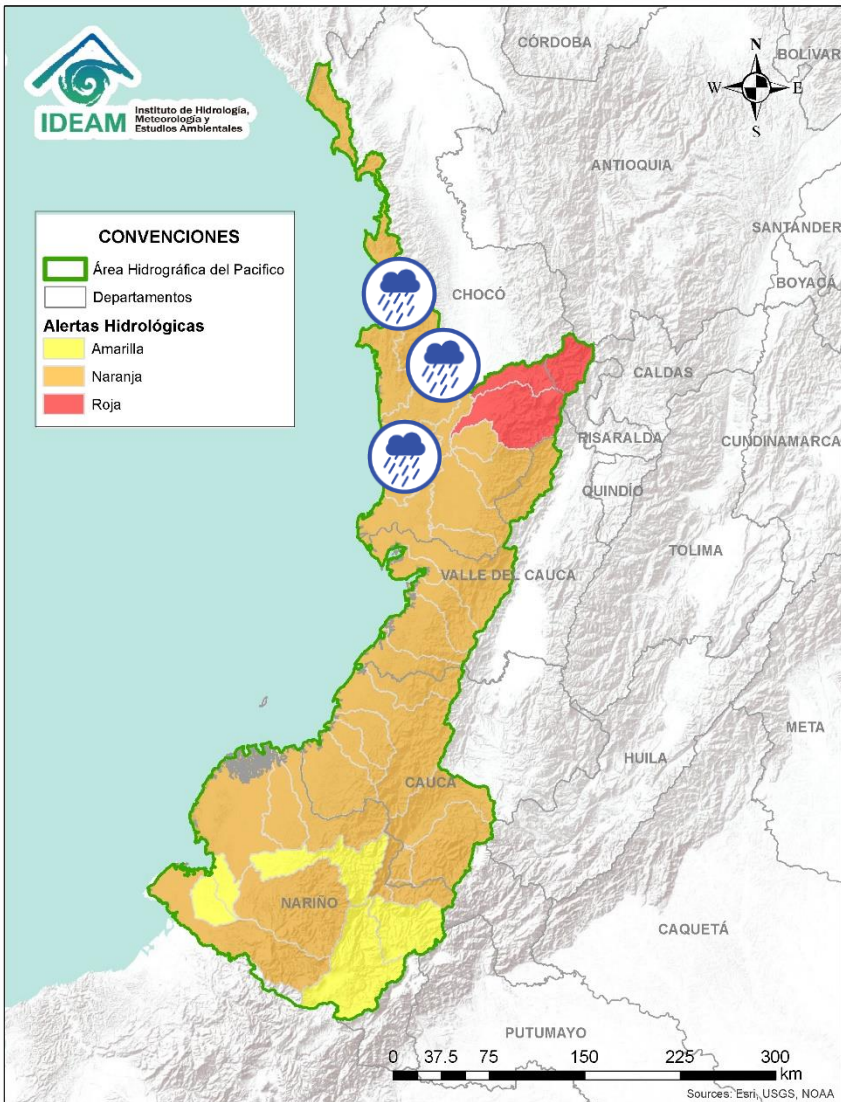 IDEAM
Instituto de Hidrología,
Meteorología y
Estudios Ambientales
CONVENCIONES
Área Hidrográfica del Pacifico
Departamentos
Alertas Hidrológicas
Amarilla
Naranja
Roja
N
W
E
S
CÓRDOBA
BOLÍVAR
ANTIOQUIA
SANTANDER
BOYACÁ
CHOCÓ
CALDAS
RISARALDA
CUNDINAMARCA
QUINDÍO
TOLIMA
VALLE DEL CAUCA
META
HUILA
CAUCA
NARIÑO
CAQUETÁ
PUTUMAYO
0 37.5 75 150 225 300
km
Sources: Esri, USGS, NOAA